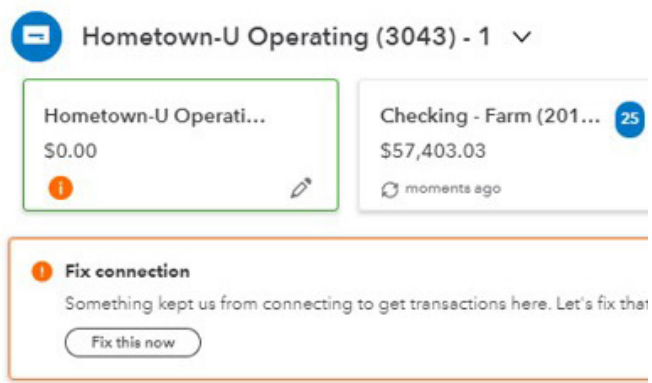 Hometown-U Operating (3043) - 1
Hometown-U Operati...
$0.00
Checking - Farm (201... 25
$57,403.03
moments ago
Fix connection
Something kept us from connecting to get transactions here. Let's fix that
Fix this now